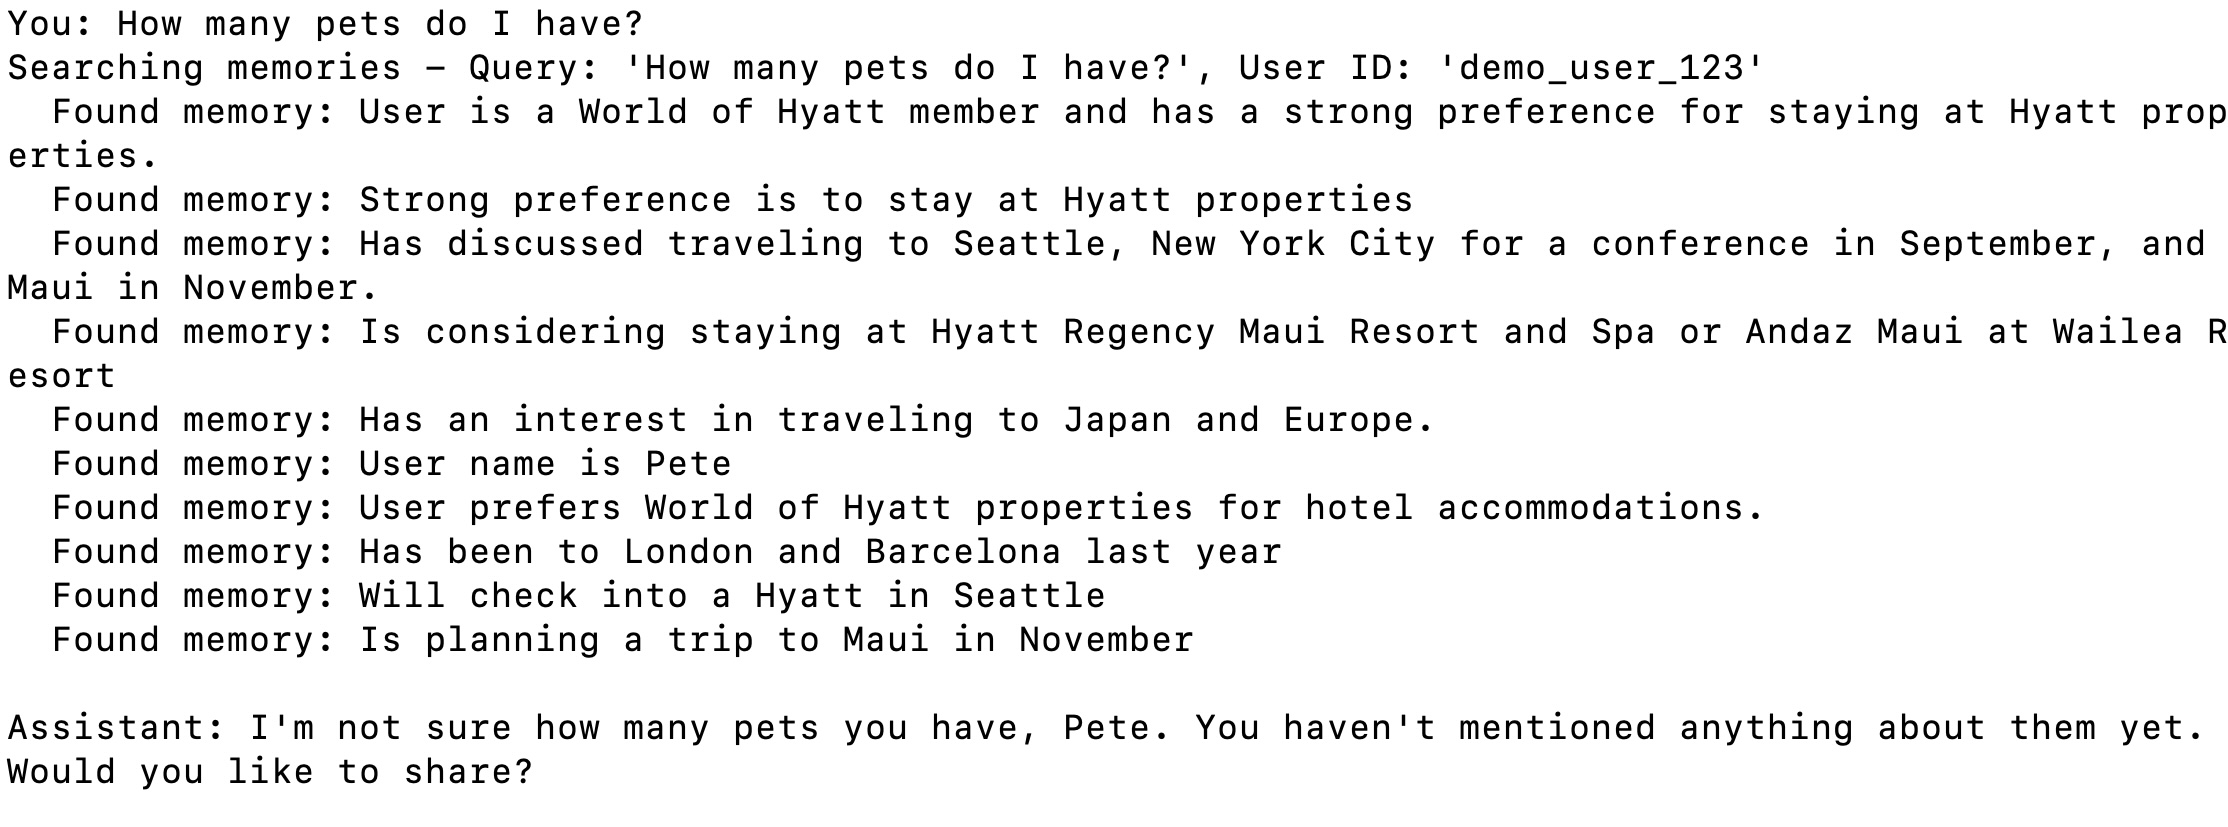 You: How many pets do I have?
Searching memories – Query: 'How many pets do I have?', User ID: 'demo_user_123'
  Found memory: User is a World of Hyatt member and has a strong preference for staying at Hyatt prop
erties.
  Found memory: Strong preference is to stay at Hyatt properties
  Found memory: Has discussed traveling to Seattle, New York City for a conference in September, and
Maui in November.
  Found memory: Is considering staying at Hyatt Regency Maui Resort and Spa or Andaz Maui at Wailea R
esort
  Found memory: Has an interest in traveling to Japan and Europe.
  Found memory: User name is Pete
  Found memory: User prefers World of Hyatt properties for hotel accommodations.
  Found memory: Has been to London and Barcelona last year
  Found memory: Will check into a Hyatt in Seattle
  Found memory: Is planning a trip to Maui in November

Assistant: I'm not sure how many pets you have, Pete. You haven't mentioned anything about them yet.
Would you like to share?